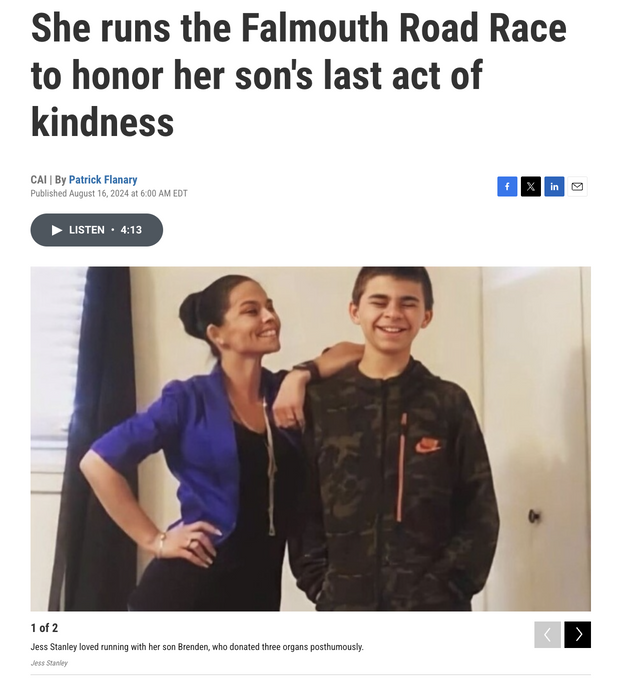 She runs the Falmouth Road Race
to honor her son's last act of
kindness
CAI | By Patrick Flanary
Published August 16, 2024 at 6:00 AM EDT
LISTEN • 4:13
1 of 2
Jess Stanley loved running with her son Brenden, who donated three organs posthumously.
Jess Stanley